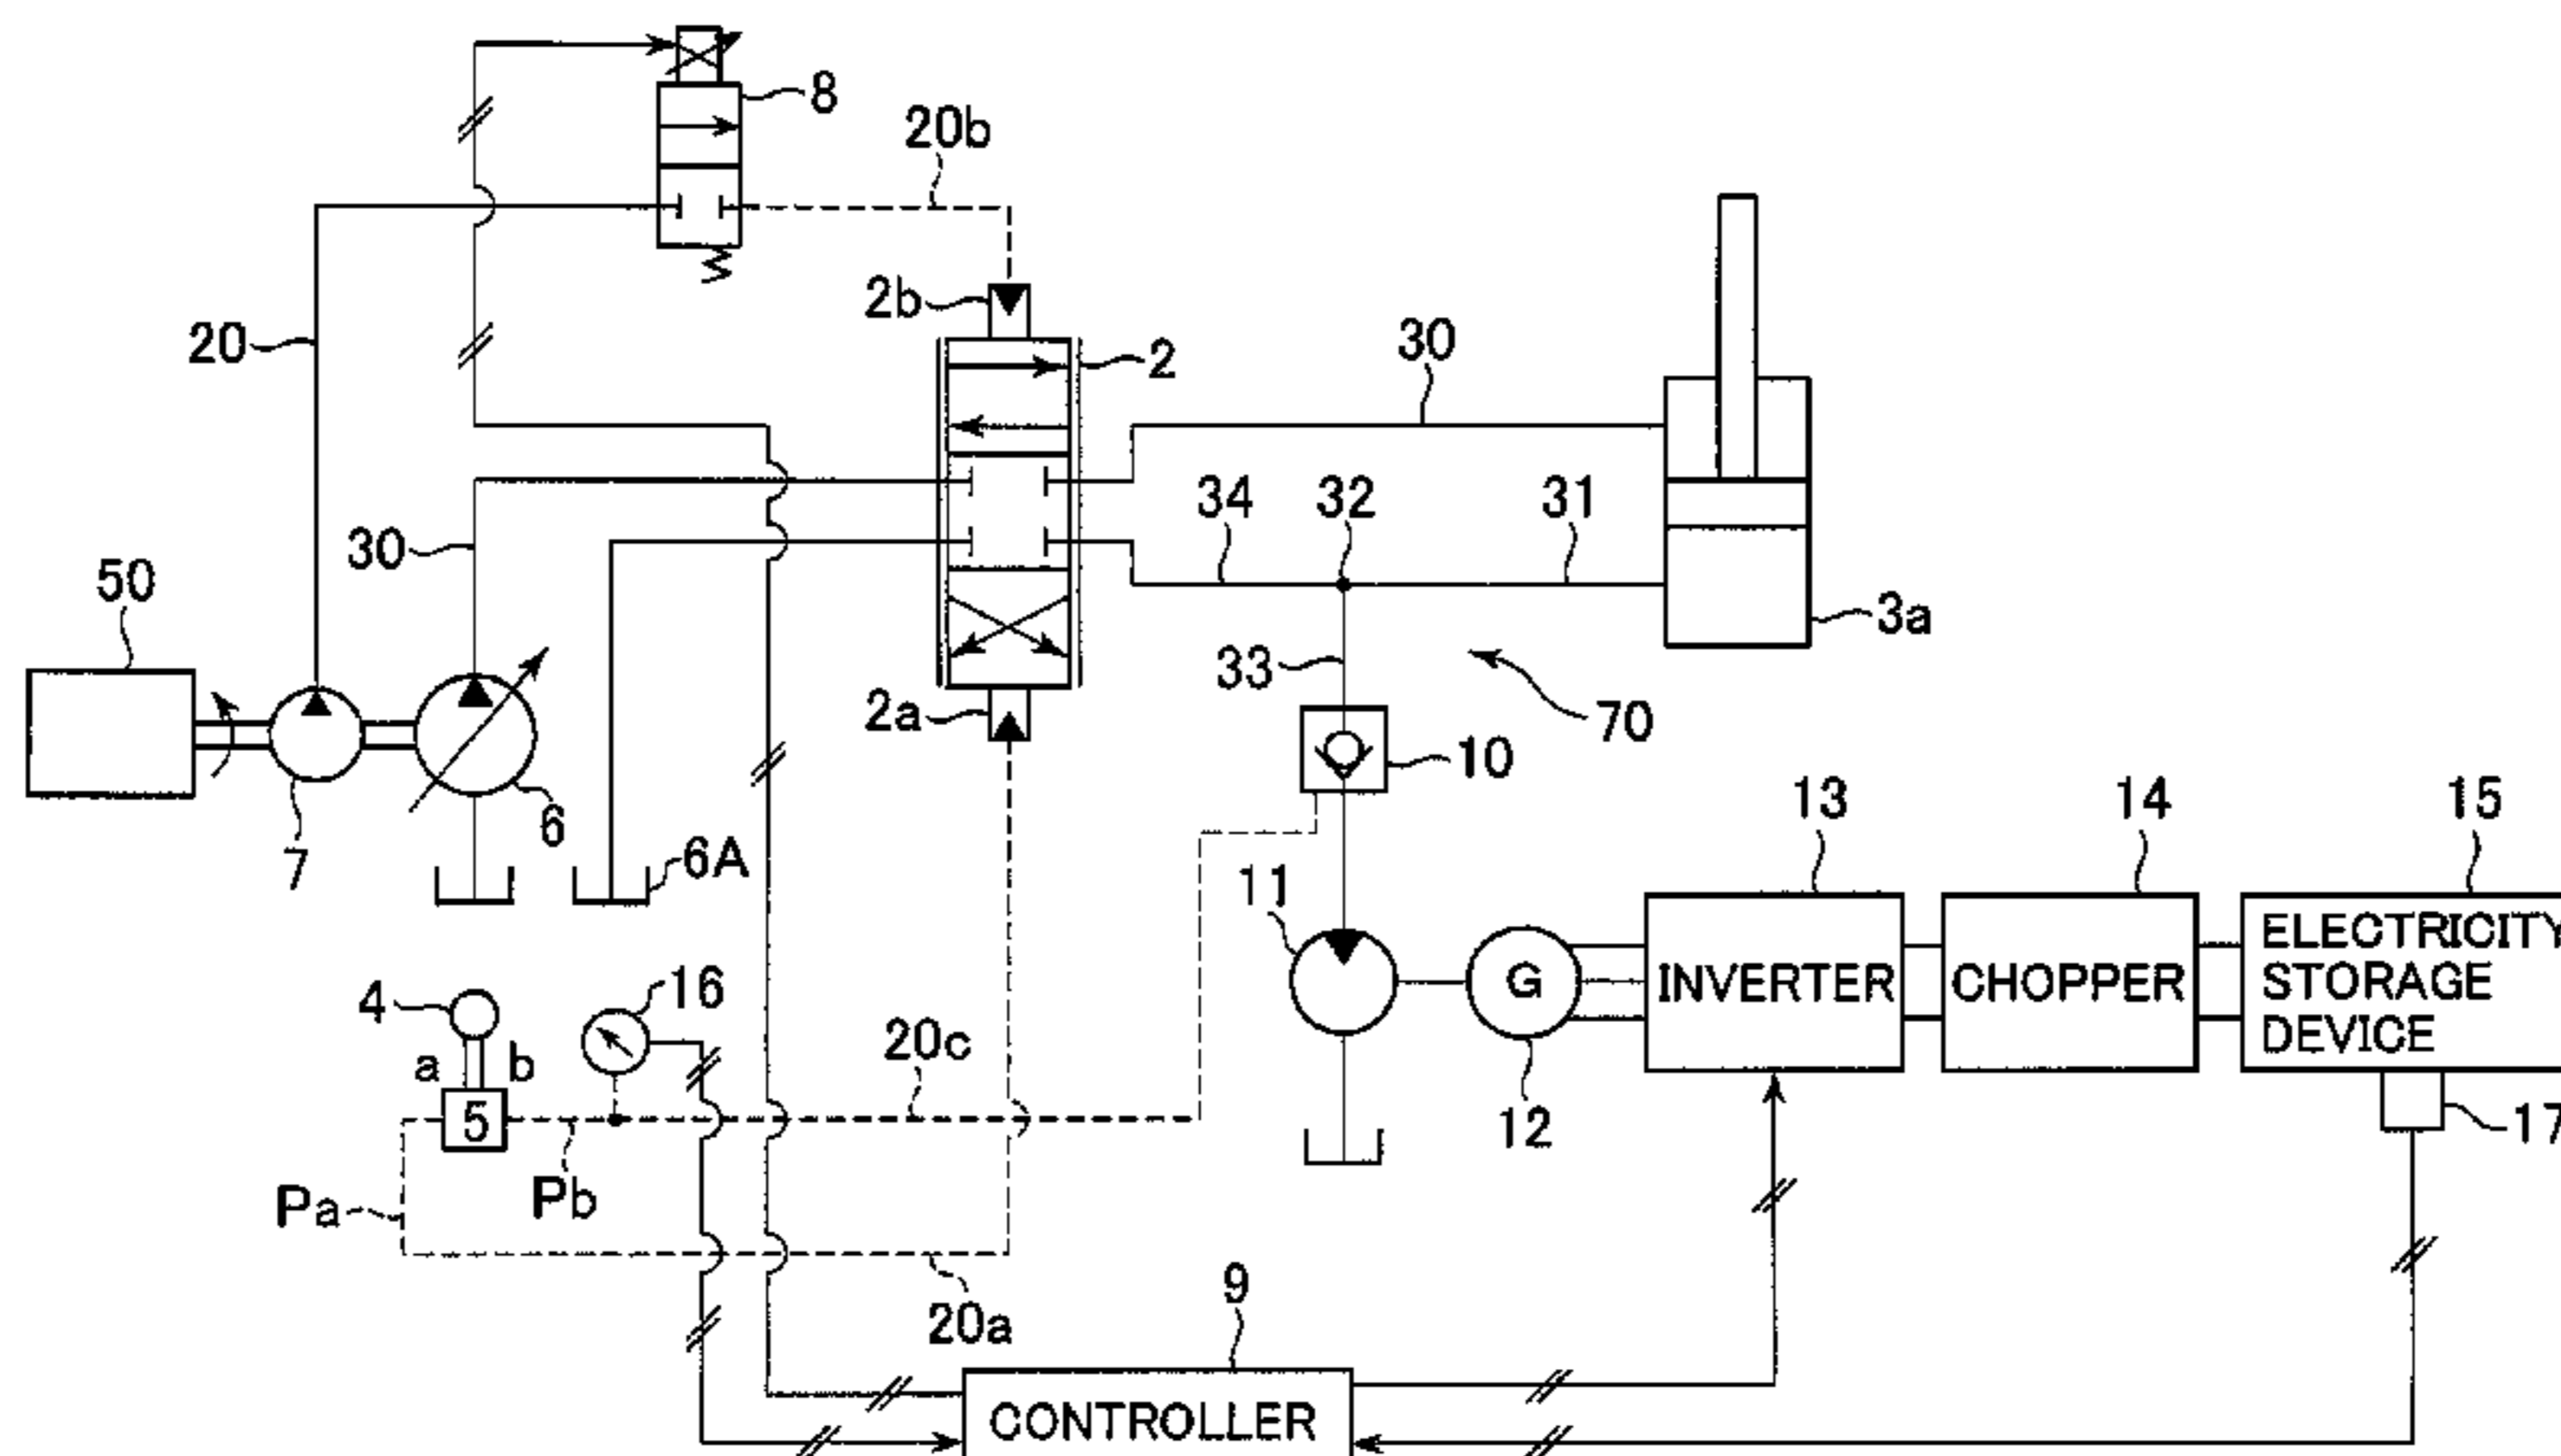 8
20b
2b
20
2
30
34
32
31
30
50
3a
33
2a
70
10
6
7
6A
13
14
15
11
ELECTRICITY
STORAGE
DEVICE
INVERTER
CHOPPER
G
16
4
20c
a
b
5
12
17
Pa
Pb
20a
9
CONTROLLER